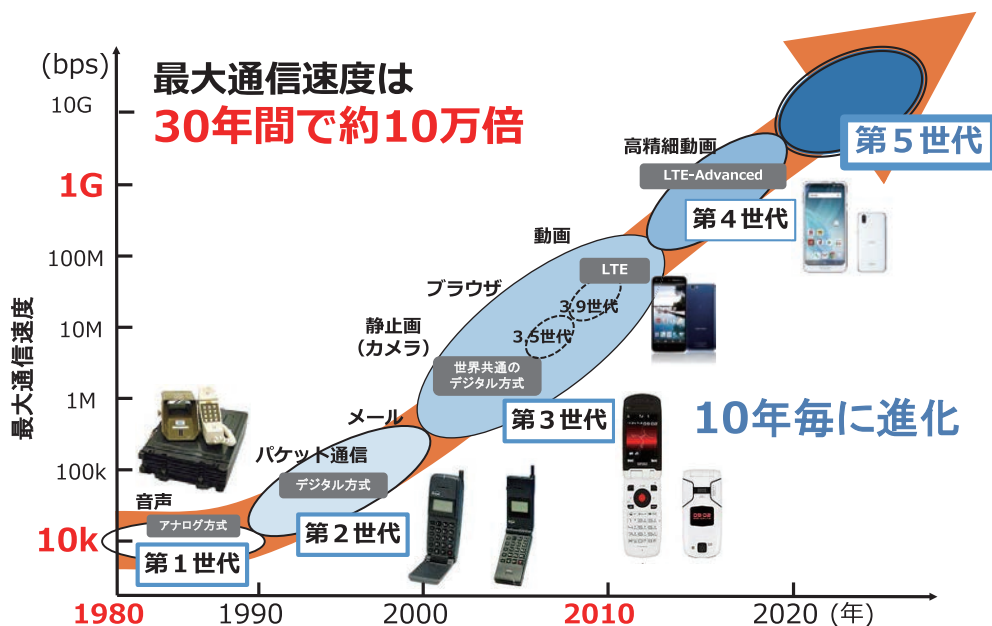 (bps)
最大通信速度は
30年間で約10万倍
10G
1G
100M
10M
1M
100k
10k
最大通信速度
高精細動画
LTE-Advanced
第５世代
第４世代
動画
LTE
ブラウザ
3.9世代
3.5世代
静止画
（カメラ）
世界共通の
デジタル方式
第３世代
10年毎に進化
メール
パケット通信
デジタル方式
第２世代
音声
アナログ方式
第１世代
1980
1990
2000
2010
2020
(年)